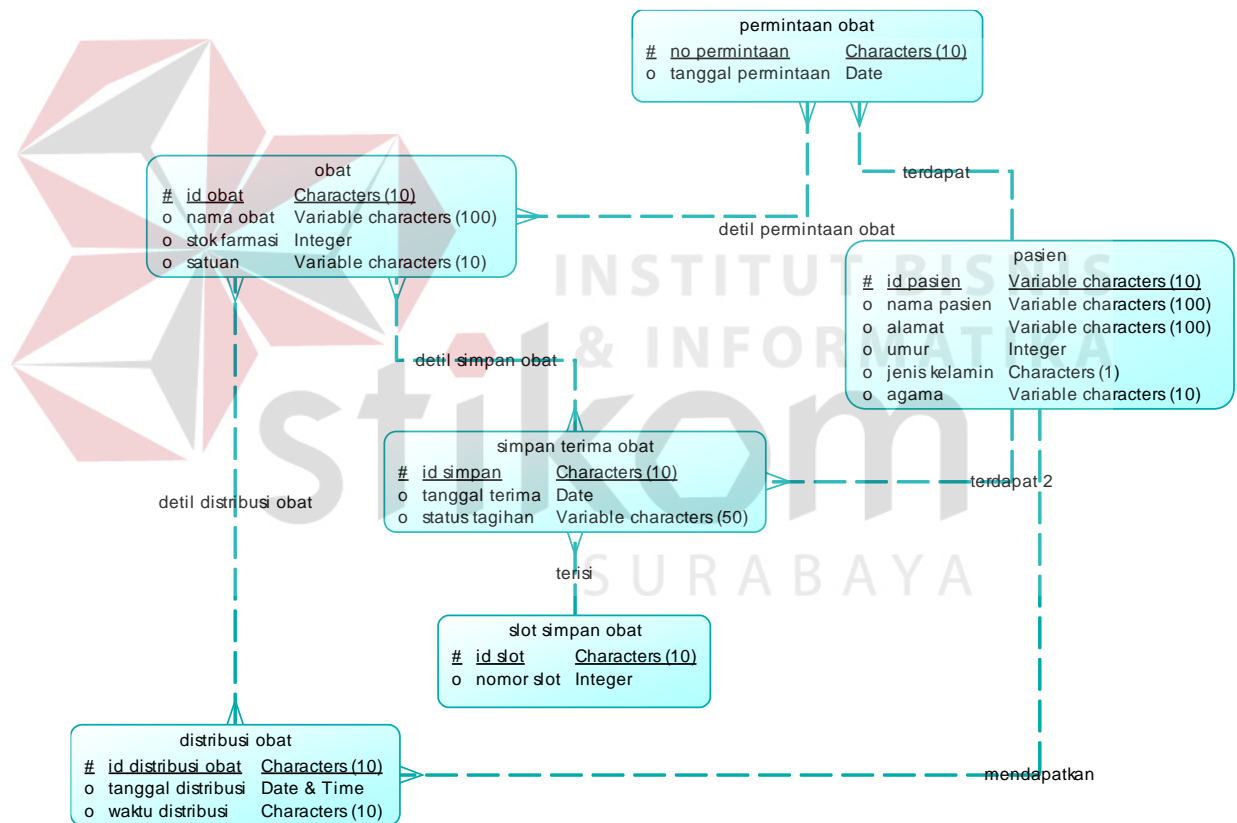 permintaan obat
# no permintaan Characters (10)
o tanggal permintaan Date
terdapat
detil permintaan obat
obat
# id obat Characters (10)
o nama obat Variable characters (100)
o stok farmasi Integer
o satuan Variable characters (10)
pasien
# id pasien Variable characters (10)
o nama pasien Variable characters (100)
o alamat Variable characters (100)
o umur Integer
o jenis kelamin Characters (1)
o agama Variable characters (10)
INSTITUT BISNIS
& INFORMATIKA
stikom
SURABAYA
detil simpan obat
simpan terima obat
# id simpan Characters (10)
o tanggal terima Date
o status tagihan Variable characters (50)
terdapat 2
detil distribusi obat
terisi
slot simpan obat
# id slot Characters (10)
o nomor slot Integer
distribusi obat
# id distribusi obat Characters (10)
o tanggal distribusi Date & Time
o waktu distribusi Characters (10)
mendapatkan